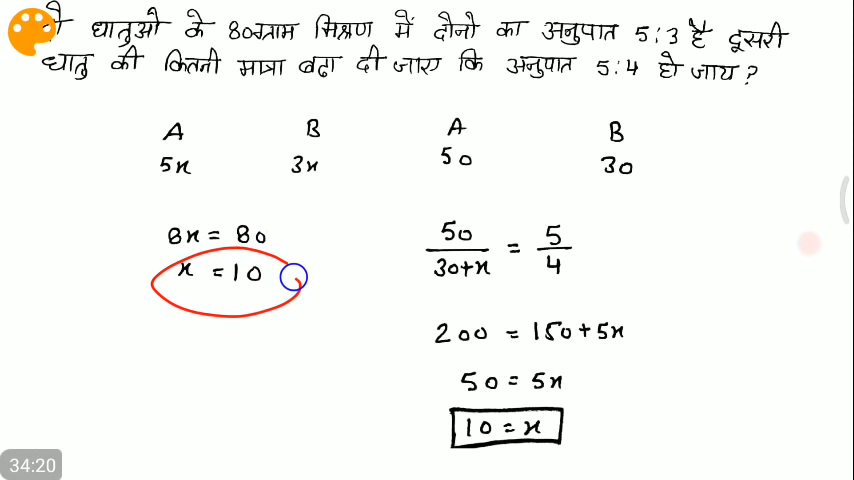 धातुओ के 80ग्राम मिश्रण में दोनो का अनुपात 5:3 है दूसरी
धातु की कितनी मात्रा बढ़ा दी जाए कि अनुपात 5:4 हो जाय?
A B A B
5x 3x 50 30
8x = 80
x = 10
50/30+x = 5/4
200 = 150+5x
50 = 5x
10 = x
34:20